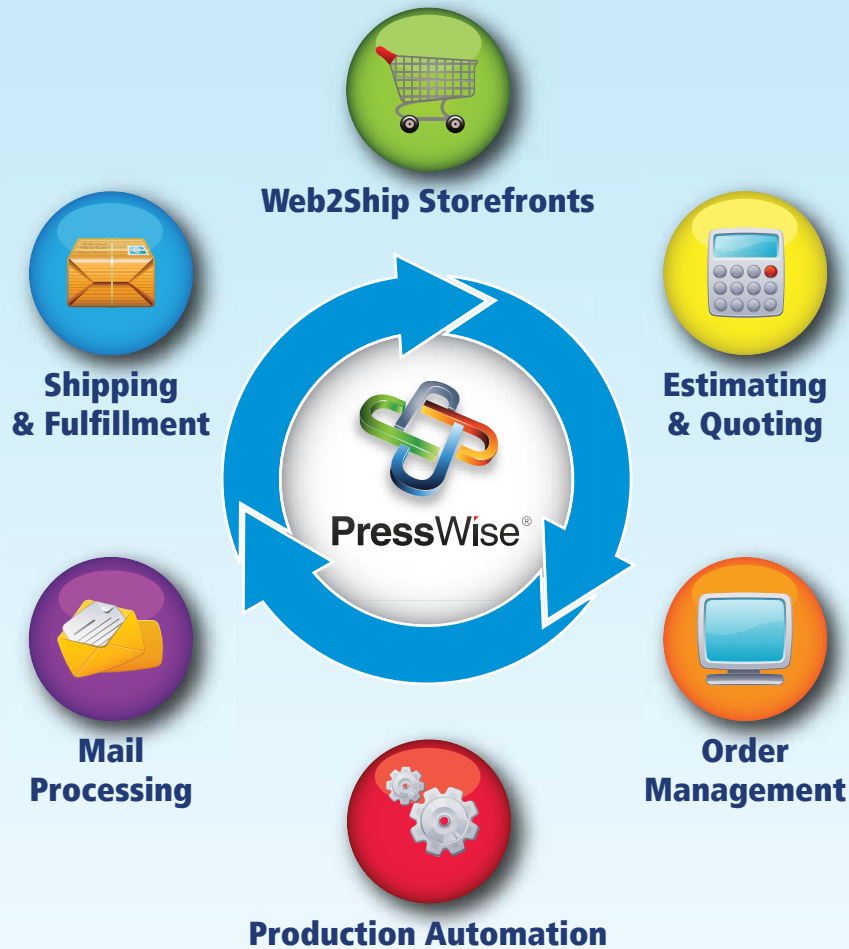 Web2Ship Storefronts
Shipping
& Fulfillment
Estimating
& Quoting
PressWise®
Mail
Processing
Order
Management
Production Automation